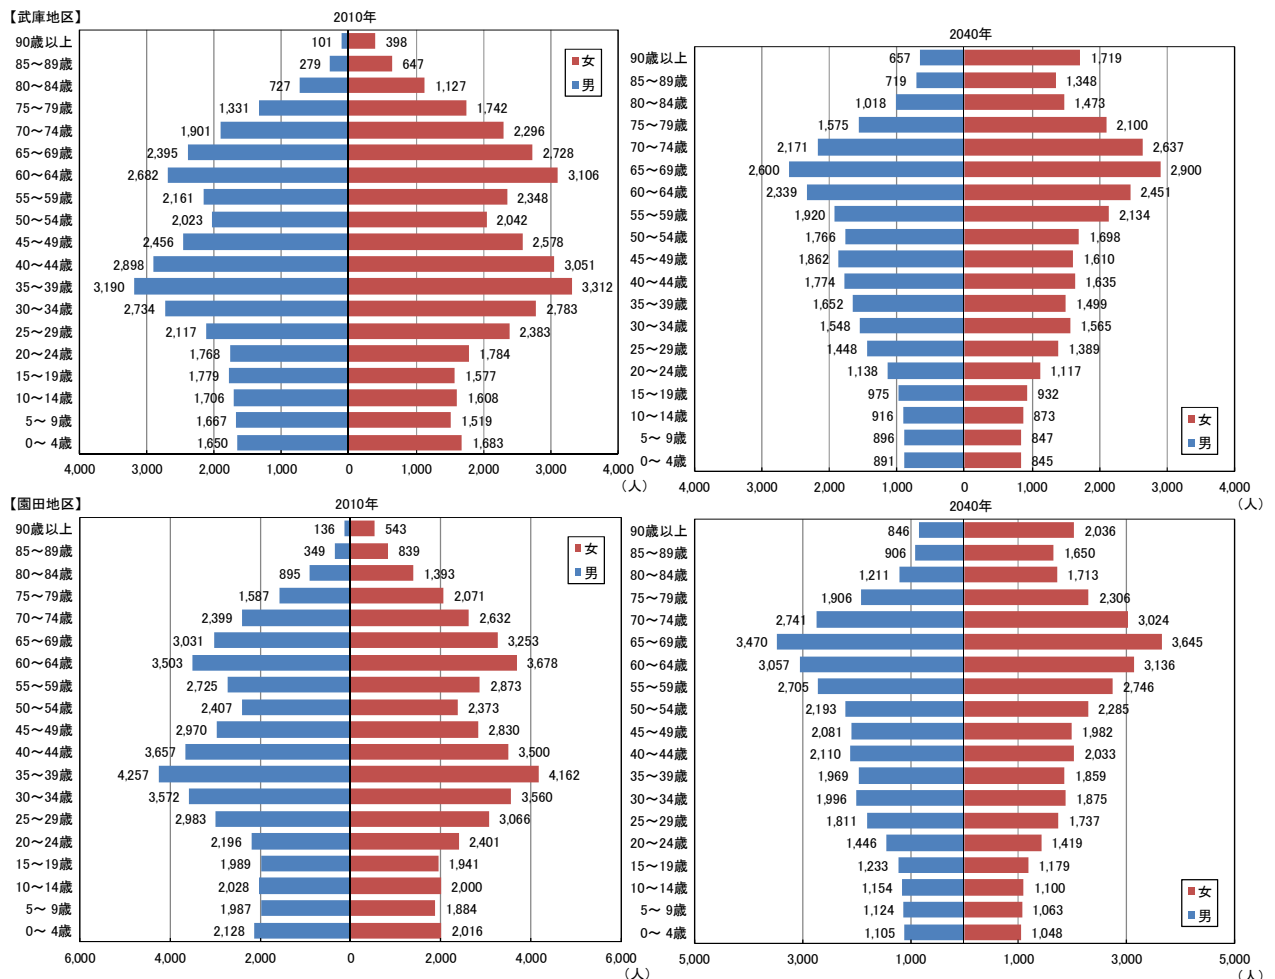 【武庫地区】 2010年
90歳以上 101 398
85～89歳 279 647
80～84歳 727 1,127
75～79歳 1,331 1,742
70～74歳 1,901 2,296
65～69歳 2,395 2,728
60～64歳 2,682 3,106
55～59歳 2,161 2,348
50～54歳 2,023 2,042
45～49歳 2,456 2,578
40～44歳 2,898 3,051
35～39歳 3,190 3,312
30～34歳 2,734 2,783
25～29歳 2,117 2,383
20～24歳 1,768 1,784
15～19歳 1,779 1,577
10～14歳 1,706 1,608
5～ 9歳 1,667 1,519
0～ 4歳 1,650 1,683
4,000 3,000 2,000 1,000 0 1,000 2,000 3,000 4,000
（人）
女
男
2040年
90歳以上 657 1,719
85～89歳 719 1,348
80～84歳 1,018 1,473
75～79歳 1,575 2,100
70～74歳 2,171 2,637
65～69歳 2,600 2,900
60～64歳 2,339 2,451
55～59歳 1,920 2,134
50～54歳 1,766 1,698
45～49歳 1,862 1,610
40～44歳 1,774 1,635
35～39歳 1,652 1,499
30～34歳 1,548 1,565
25～29歳 1,448 1,389
20～24歳 1,138 1,117
15～19歳 975 932
10～14歳 916 873
5～ 9歳 896 847
0～ 4歳 891 845
4,000 3,000 2,000 1,000 0 1,000 2,000 3,000 4,000
（人）
女
男
【園田地区】 2010年
90歳以上 136 543
85～89歳 349 839
80～84歳 895 1,393
75～79歳 1,587 2,071
70～74歳 2,399 2,632
65～69歳 3,031 3,253
60～64歳 3,503 3,678
55～59歳 2,725 2,873
50～54歳 2,407 2,373
45～49歳 2,970 2,830
40～44歳 3,657 3,500
35～39歳 4,257 4,162
30～34歳 3,572 3,560
25～29歳 2,983 3,066
20～24歳 2,196 2,401
15～19歳 1,989 1,941
10～14歳 2,028 2,000
5～ 9歳 1,987 1,884
0～ 4歳 2,128 2,016
6,000 4,000 2,000 0 2,000 4,000 6,000
（人）
女
男
2040年
90歳以上 846 2,036
85～89歳 906 1,650
80～84歳 1,211 1,713
75～79歳 1,906 2,306
70～74歳 2,741 3,024
65～69歳 3,470 3,645
60～64歳 3,057 3,136
55～59歳 2,705 2,746
50～54歳 2,193 2,285
45～49歳 2,081 1,982
40～44歳 2,110 2,033
35～39歳 1,969 1,859
30～34歳 1,996 1,875
25～29歳 1,811 1,737
20～24歳 1,446 1,419
15～19歳 1,233 1,179
10～14歳 1,154 1,100
5～ 9歳 1,124 1,063
0～ 4歳 1,105 1,048
5,000 3,000 1,000 1,000 3,000 5,000
（人）
女
男